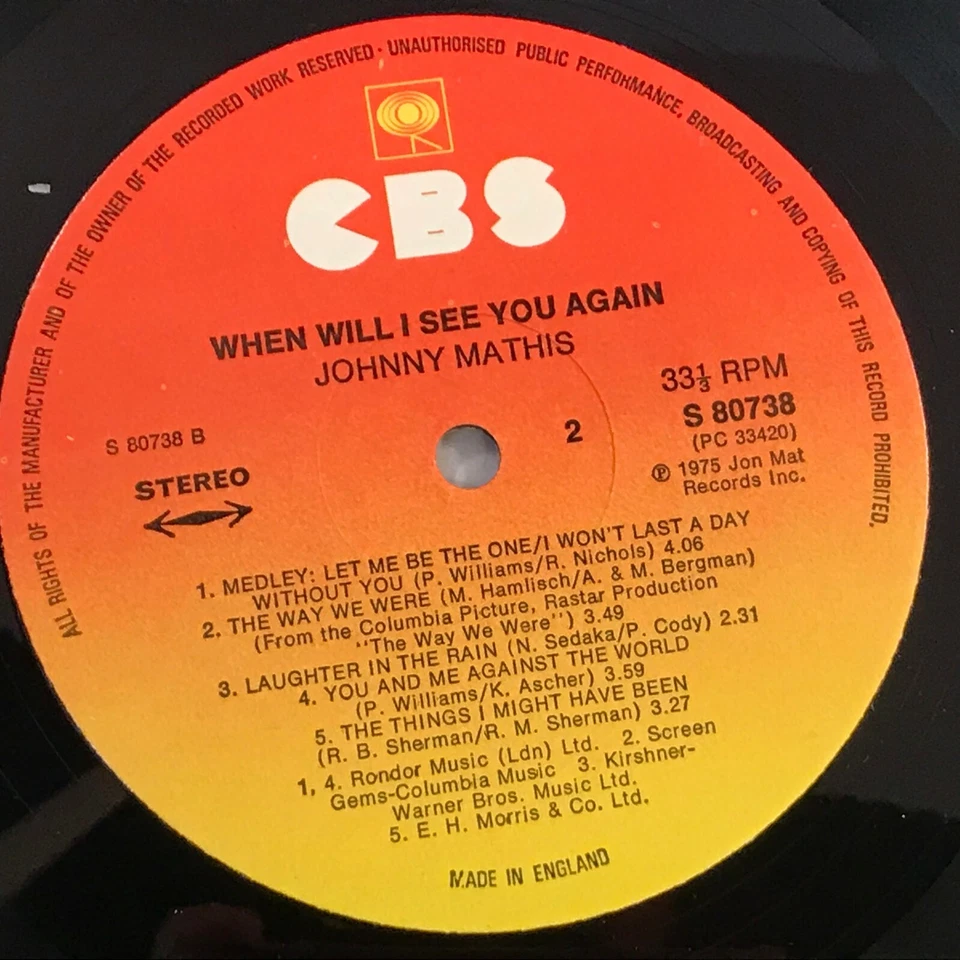 ALL RIGHTS OF THE MANUFACTURER AND OF THE OWNER OF THE RECORDED WORK RESERVED · UNAUTHORISED PUBLIC PERFORMANCE, BROADCASTING AND COPYING OF THIS RECORD PROHIBITED.
CBS
WHEN WILL I SEE YOU AGAIN
JOHNNY MATHIS
33⅓ RPM
S 80738
(PC 33420)
℗ 1975 Jon Mat
Records Inc.
2
S 80738 B
STEREO
1. MEDLEY: LET ME BE THE ONE/I WON'T LAST A DAY
WITHOUT YOU (P. Williams/R. Nichols) 4.06
2. THE WAY WE WERE (M. Hamlisch/A. & M. Bergman)
(From the Columbia Picture, Rastar Production
"The Way We Were") 3.49
3. LAUGHTER IN THE RAIN (N. Sedaka/P. Cody) 2.31
4. YOU AND ME AGAINST THE WORLD
(P. Williams/K. Ascher) 3.59
5. THE THINGS I MIGHT HAVE BEEN
(R. B. Sherman/R. M. Sherman) 3.27
1, 4. Rondor Music (Ldn) Ltd. 2. Screen
Gems-Columbia Music 3. Kirshner-
Warner Bros. Music Ltd.
5. E. H. Morris & Co. Ltd.
MADE IN ENGLAND